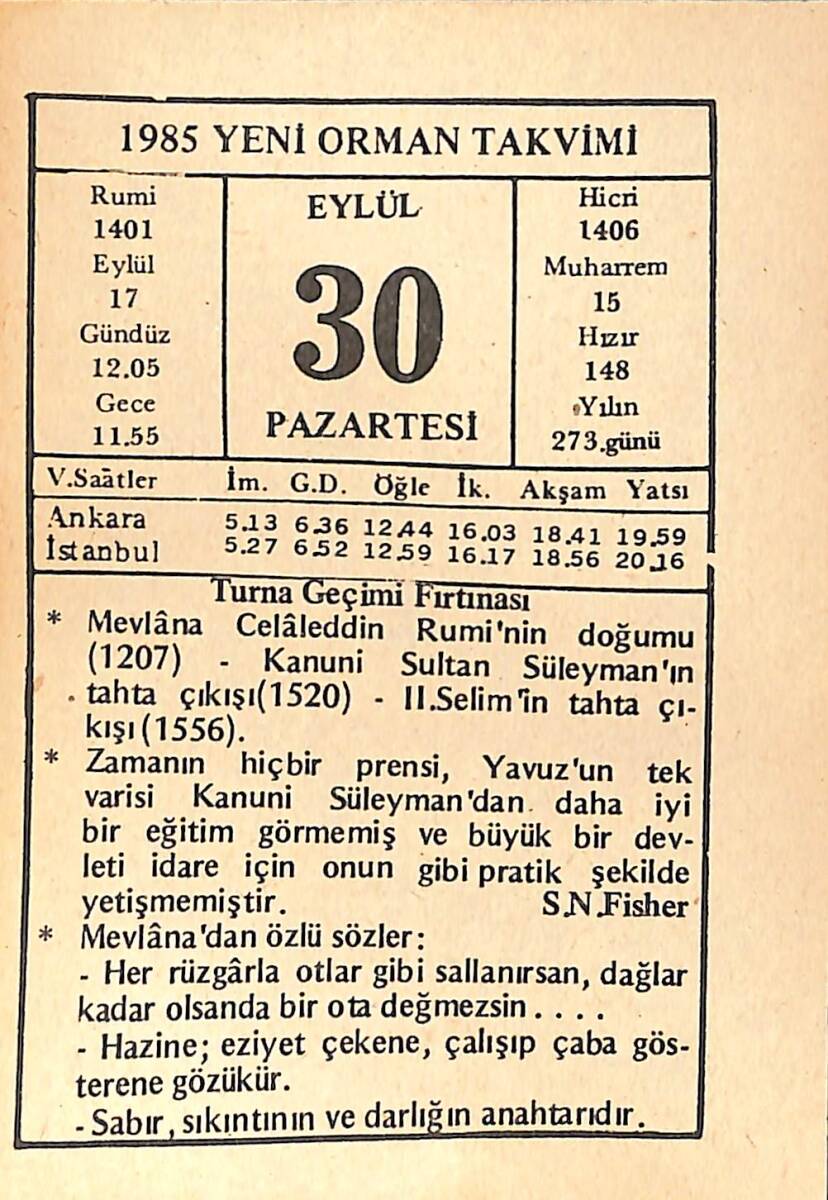 1985 YENİ ORMAN TAKVİMİ
Rumi
1401
Eylül
17
Gündüz
12.05
Gece
11.55
EYLÜL
30
PAZARTESİ
Hicri
1406
Muharrem
15
Hızır
148
Yılın
273.günü
V.Saâtler İm. G.D. Öğle İk. Akşam Yatsı
Ankara 5.13 6.36 12.44 16.03 18.41 19.59
İstanbul 5.27 6.52 12.59 16.17 18.56 20.16
Turna Geçimi Fırtınası
* Mevlâna Celâleddin Rumi'nin doğumu
(1207) - Kanuni Sultan Süleyman'ın
tahta çıkışı(1520) - II.Selim'in tahta çı-
kışı(1556).
* Zamanın hiçbir prensi, Yavuz'un tek
varisi Kanuni Süleyman'dan daha iyi
bir eğitim görmemiş ve büyük bir dev-
leti idare için onun gibi pratik şekilde
yetişmemiştir. S.N.Fisher
* Mevlâna'dan özlü sözler:
- Her rüzgârla otlar gibi sallanırsan, dağlar
kadar olsanda bir ota değmezsin....
- Hazine; eziyet çekene, çalışıp çaba gös-
terene gözükür.
- Sabır, sıkıntının ve darlığın anahtarıdır.